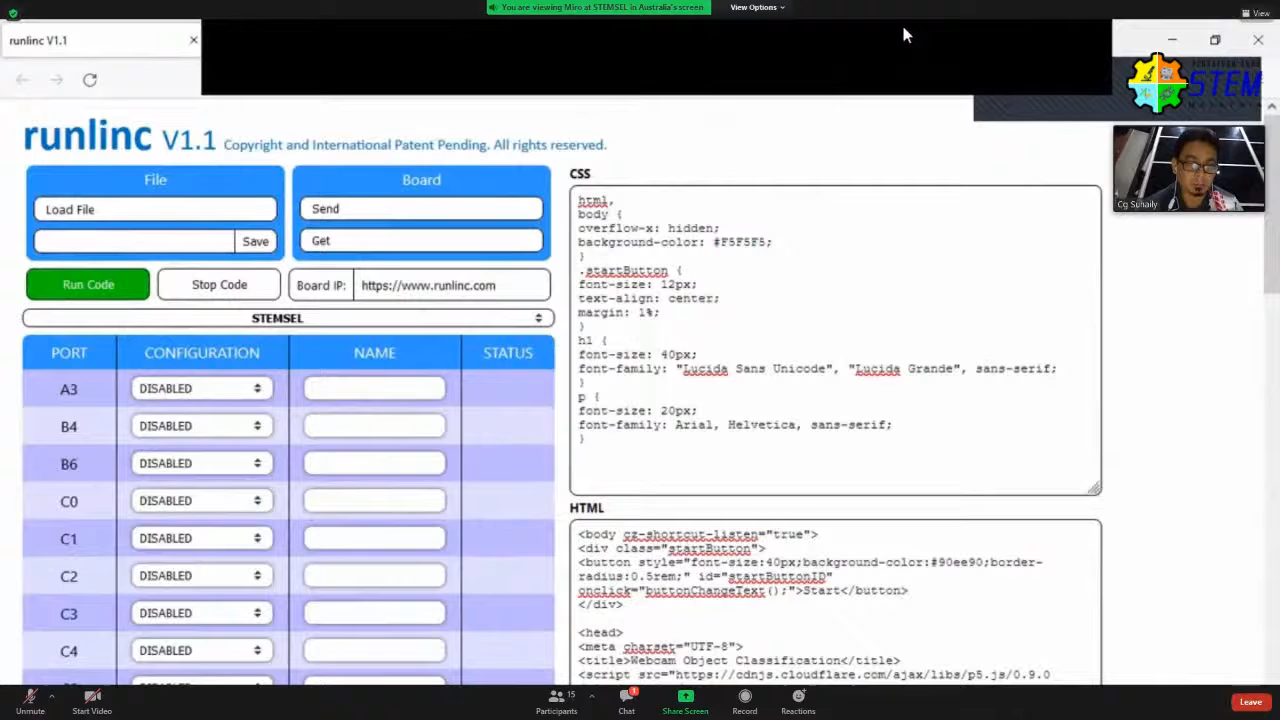 You are viewing Miro at STEMSEL in Australia's screen
View Options
View
runlinc V1.1
STEM
runlinc V1.1 Copyright and International Patent Pending. All rights reserved.
File
Load File
Save
Board
Send
Get
Run Code
Stop Code
Board IP:
https://www.runlinc.com
STEMSEL
PORT CONFIGURATION NAME STATUS
A3 DISABLED
B4 DISABLED
B6 DISABLED
C0 DISABLED
C1 DISABLED
C2 DISABLED
C3 DISABLED
C4 DISABLED
CSS
html,
body {
overflow-x: hidden;
background-color: #F5F5F5;
}
.startButton {
font-size: 12px;
text-align: center;
margin: 1%;
}
h1 {
font-size: 40px;
font-family: "Lucida Sans Unicode", "Lucida Grande", sans-serif;
}
p {
font-size: 20px;
font-family: Arial, Helvetica, sans-serif;
}
HTML
<body cz-shortcut-listen="true">
<div class="startButton">
<button style="font-size:40px;background-color:#90ee90;border-
radius:0.5rem;" id="startButtonID"
onclick="buttonChangeText();">Start</button>
</div>
<head>
<meta charset="UTF-8">
<title>Webcam Object Classification</title>
<script src="https://cdnjs.cloudflare.com/ajax/libs/p5.js/0.9.0
Cg Suhaily
Unmute
Start Video
15
Participants
1
Chat
Share Screen
Record
Reactions
Leave